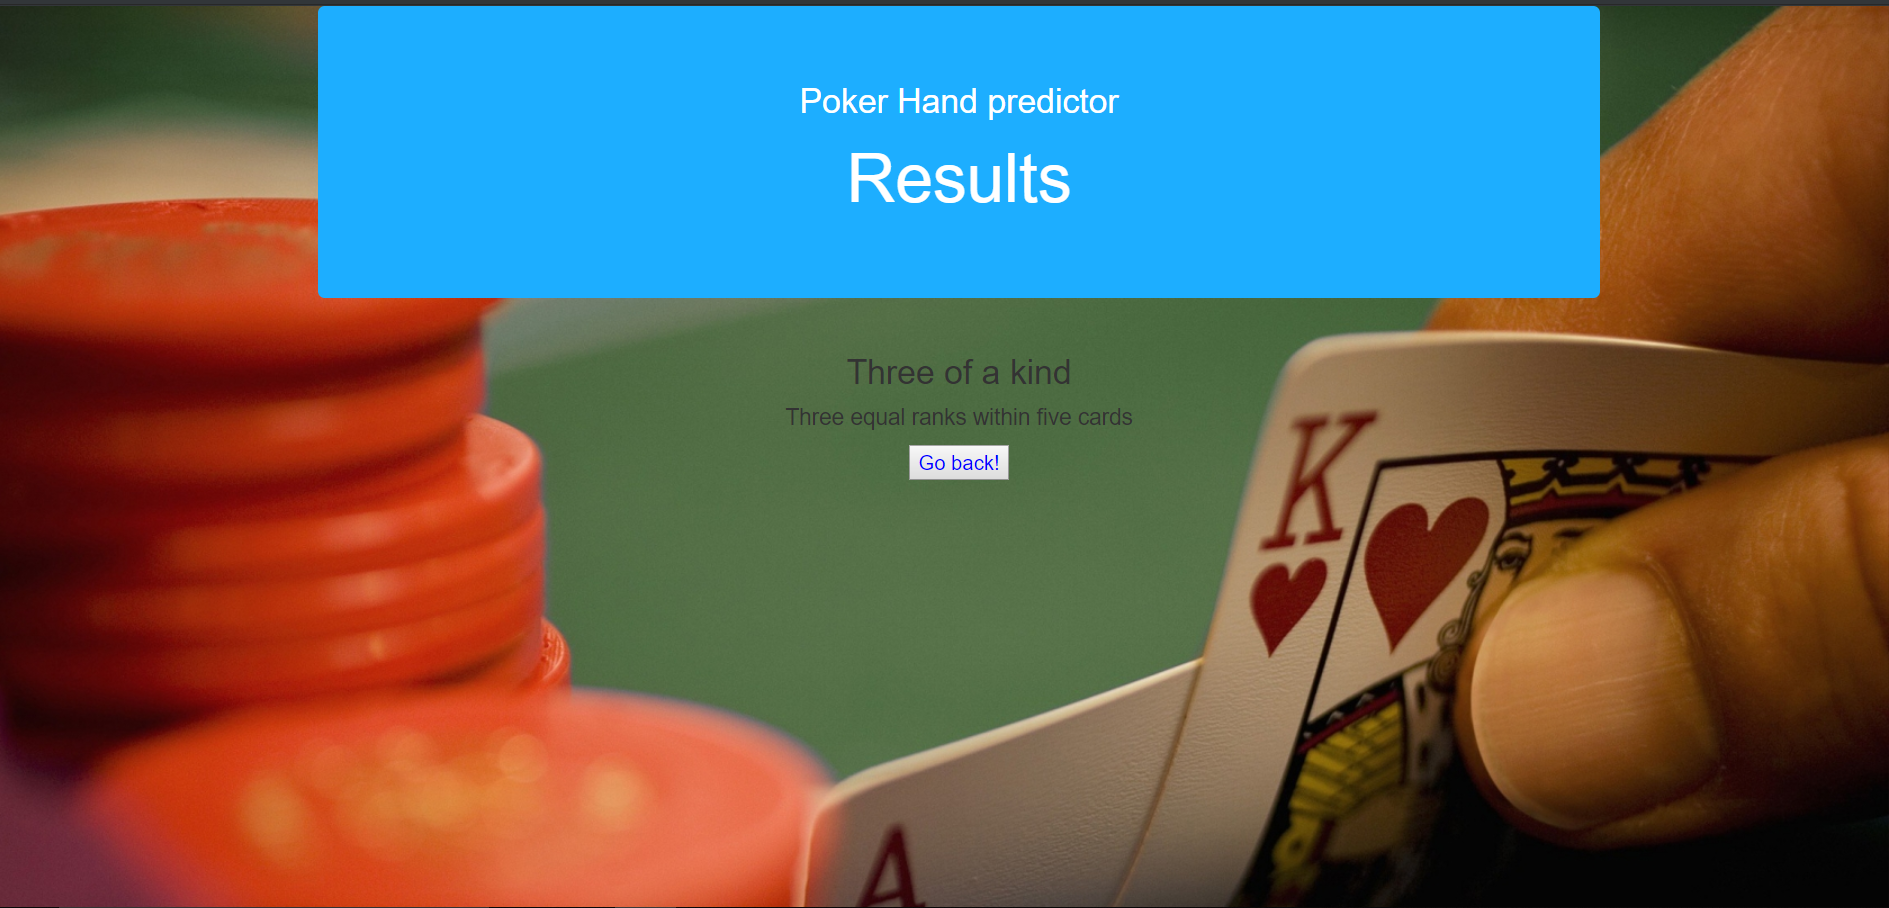 Poker Hand predictor
Results
Three of a kind
Three equal ranks within five cards
Go back!
K
A